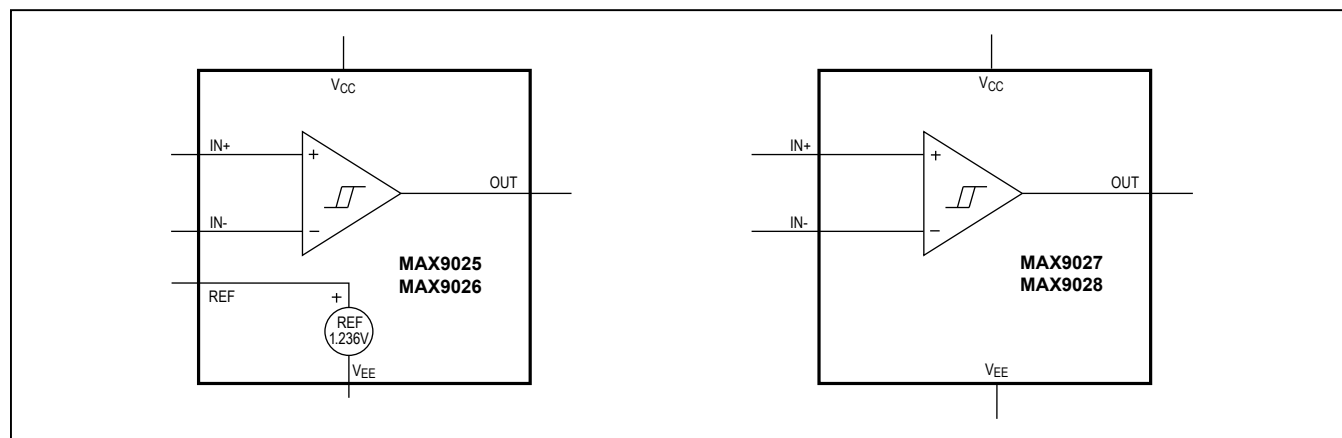 VCC
IN+
+
OUT
IN-
−
MAX9025
MAX9026
REF
+
REF
1.236V
VEE
VCC
IN+
+
OUT
IN-
−
MAX9027
MAX9028
VEE